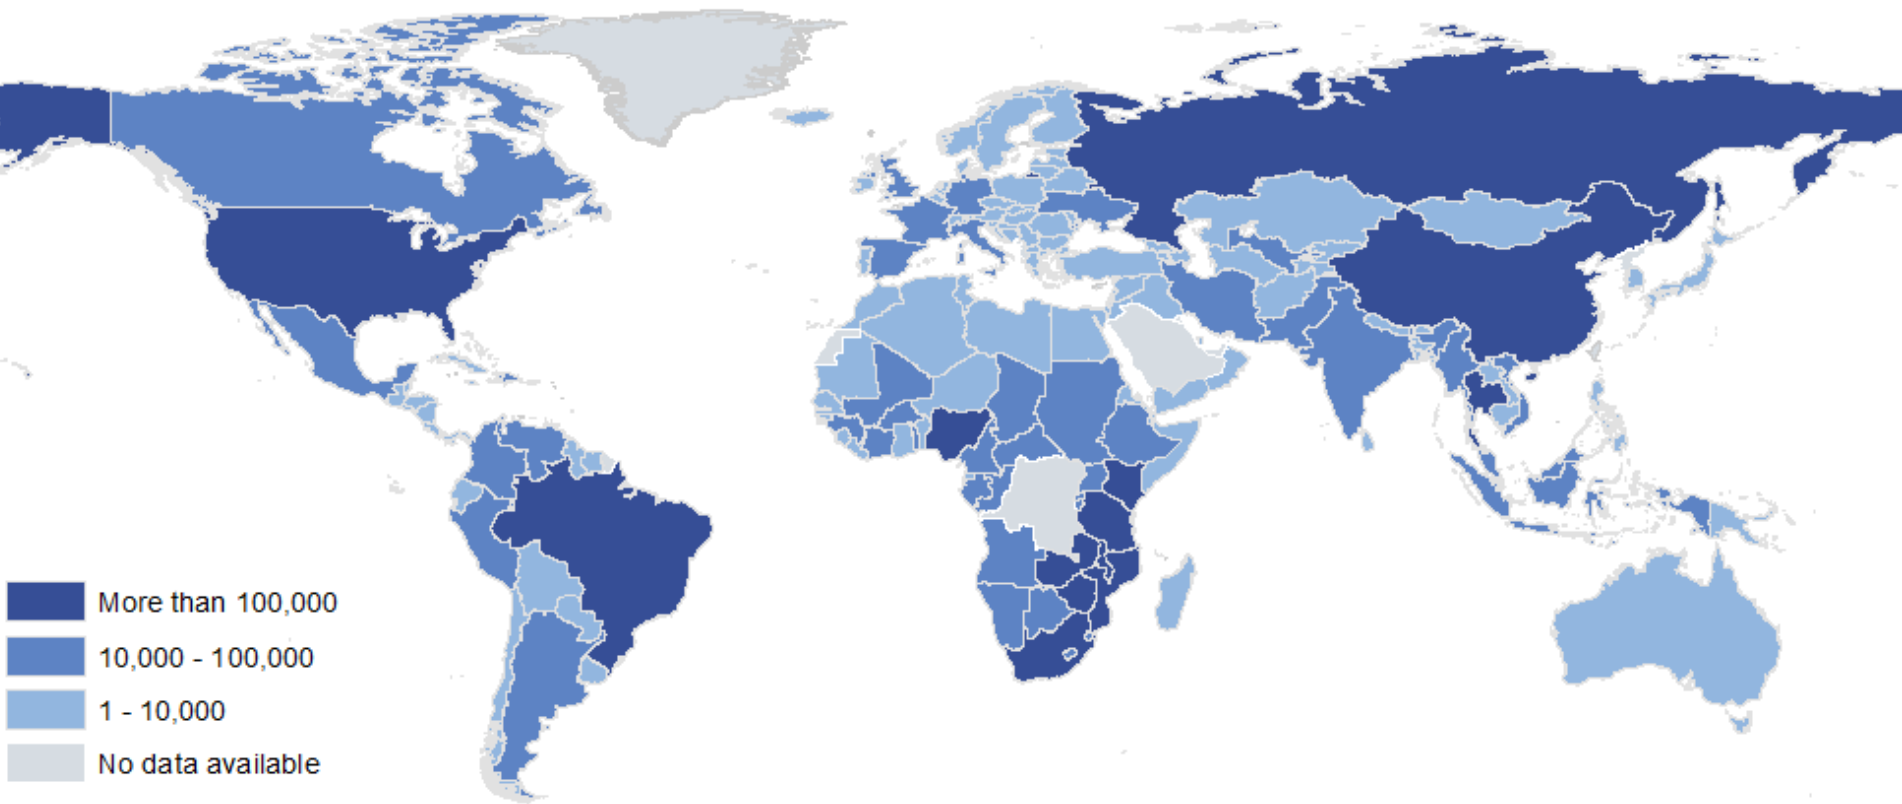 More than 100,000
10,000 - 100,000
1 - 10,000
No data available